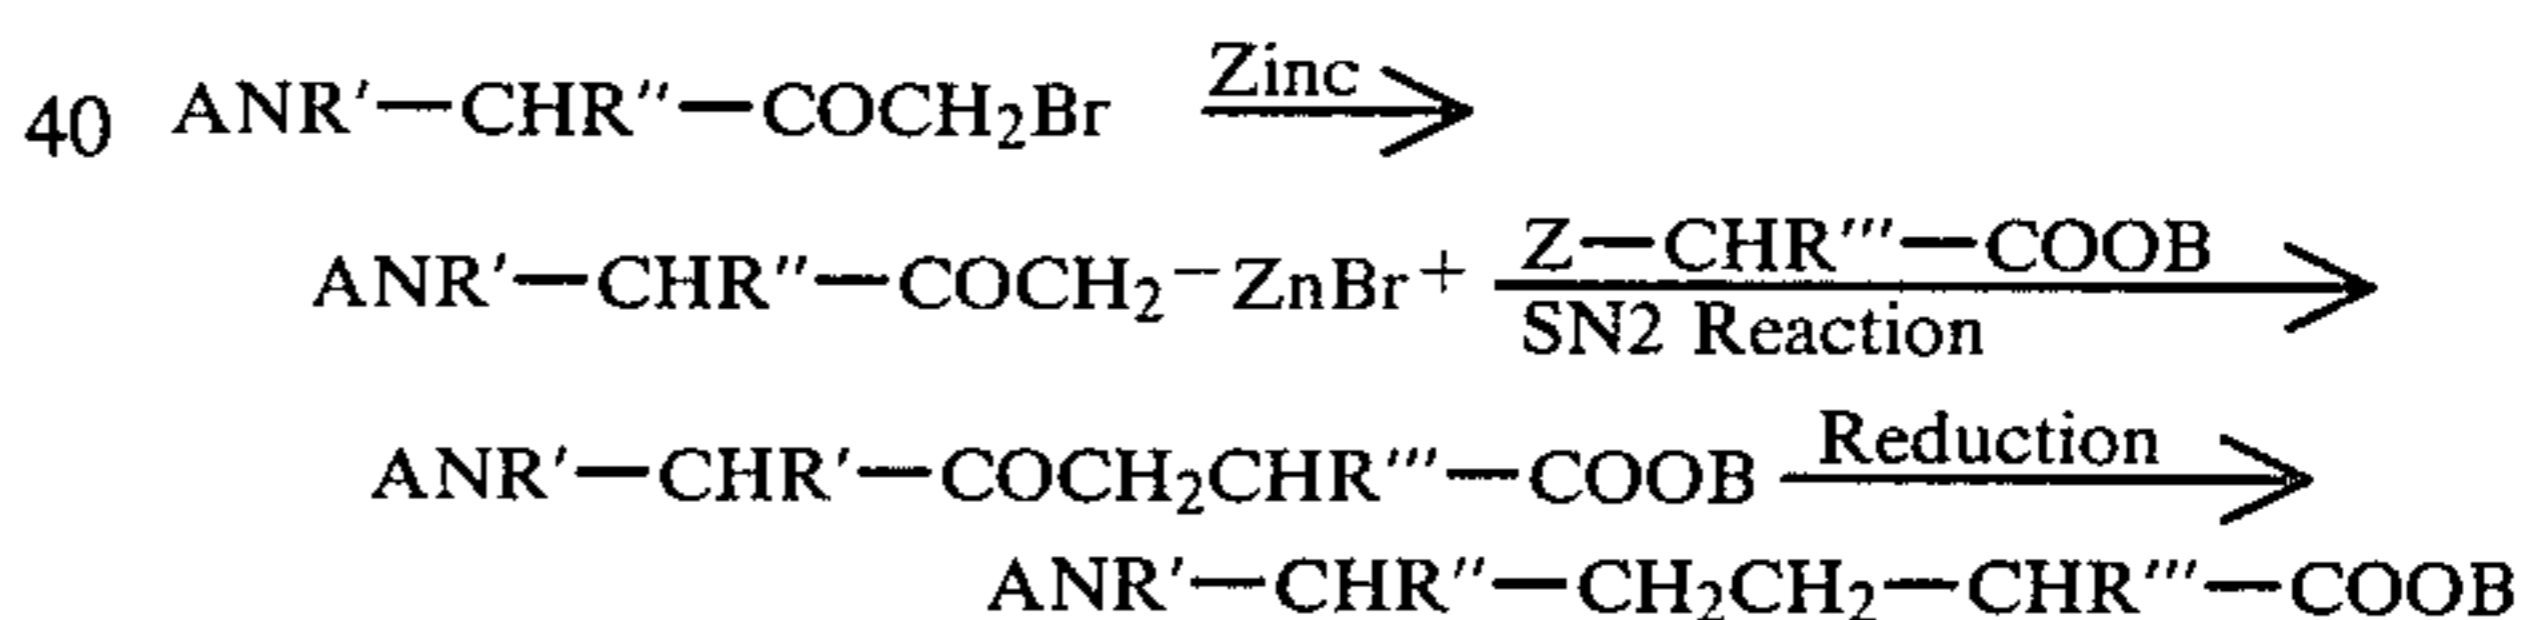 40 ANR′—CHR″—COCH₂Br Zinc
ANR′—CHR″—COCH₂⁻ZnBr⁺ Z—CHR‴—COOB
SN2 Reaction
ANR′—CHR′—COCH₂CHR‴—COOB Reduction
ANR′—CHR″—CH₂CH₂—CHR‴—COOB